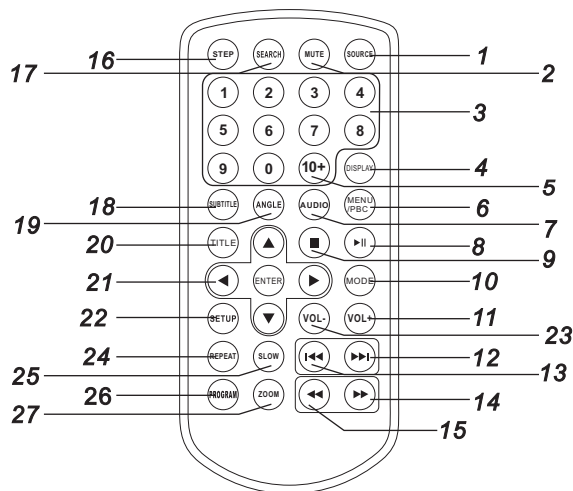 16 STEP SEARCH MUTE SOURCE 1
17 2
1 2 3 4 3
5 6 7 8
9 0 10+ DISPLAY 4
5
18 SUBTITLE ANGLE AUDIO MENU /PBC 6
19 7
20 TITLE 8
9
21 ENTER MODE 10
22 SETUP VOL- VOL+ 11
23
24 REPEAT SLOW 12
25 13
26 PROGRAM ZOOM 14
27 15